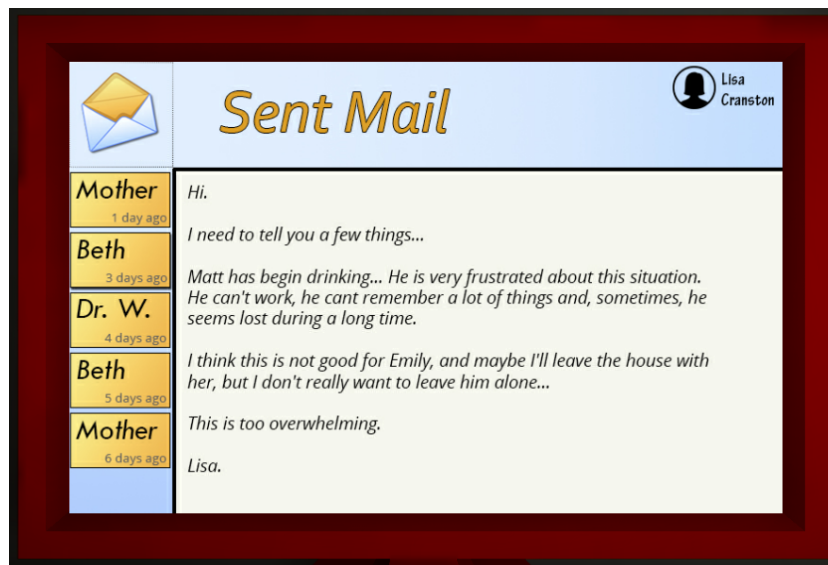 Sent Mail
Lisa
Cranston
Mother
1 day ago
Beth
3 days ago
Dr. W.
4 days ago
Beth
5 days ago
Mother
6 days ago
Hi.
I need to tell you a few things...
Matt has begin drinking... He is very frustrated about this situation.
He can't work, he cant remember a lot of things and, sometimes, he
seems lost during a long time.
I think this is not good for Emily, and maybe I'll leave the house with
her, but I don't really want to leave him alone...
This is too overwhelming.
Lisa.